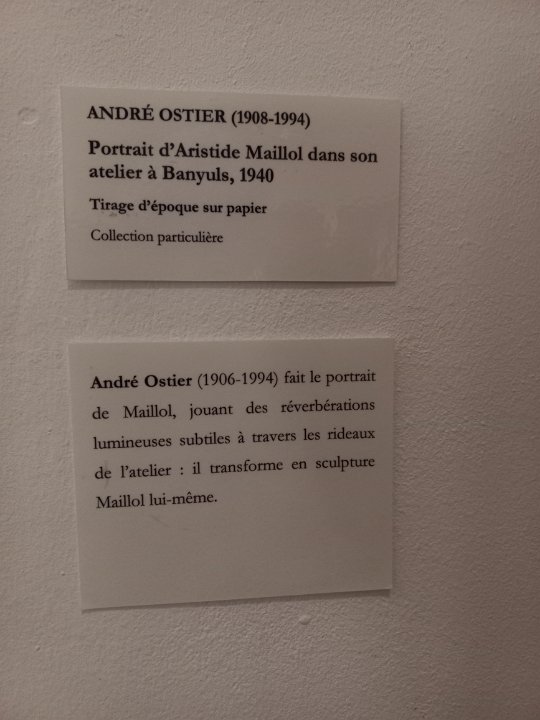 ANDRÉ OSTIER (1908-1994)
Portrait d'Aristide Maillol dans son
atelier à Banyuls, 1940
Tirage d'époque sur papier
Collection particulière
André Ostier (1906-1994) fait le portrait
de Maillol, jouant des réverbérations
lumineuses subtiles à travers les rideaux
de l'atelier : il transforme en sculpture
Maillol lui-même.